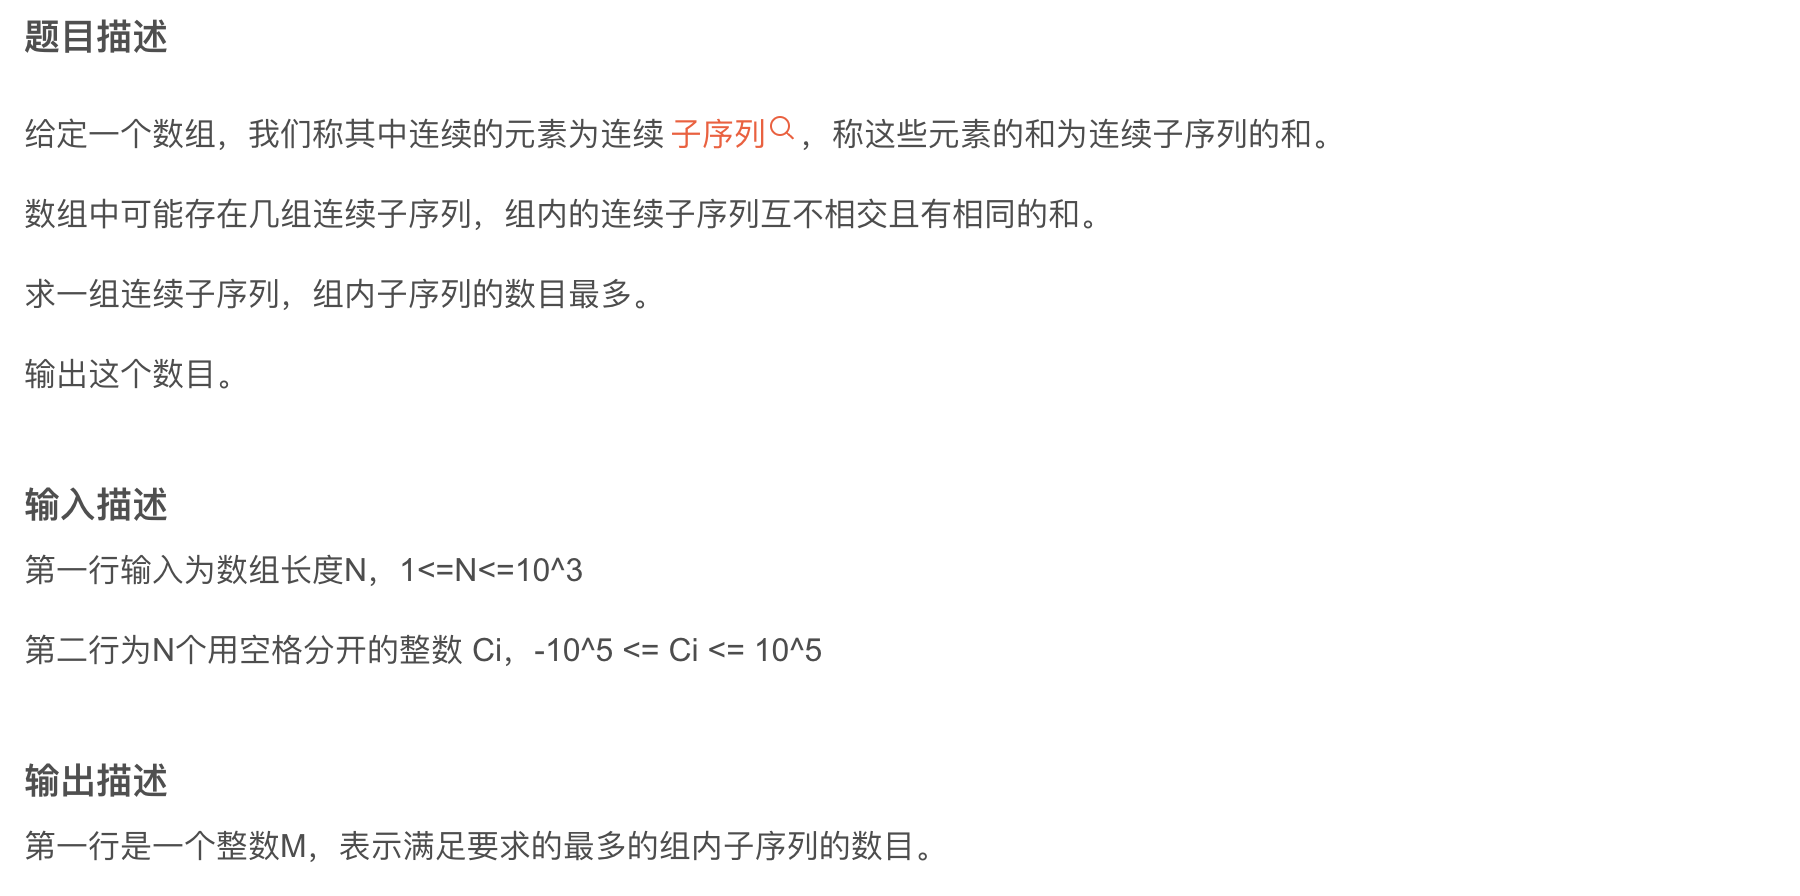 题目描述
给定一个数组，我们称其中连续的元素为连续 子序列 ，称这些元素的和为连续子序列的和。
数组中可能存在几组连续子序列，组内的连续子序列互不相交且有相同的和。
求一组连续子序列，组内子序列的数目最多。
输出这个数目。
输入描述
第一行输入为数组长度N，1<=N<=10^3
第二行为N个用空格分开的整数 Ci，-10^5 <= Ci <= 10^5
输出描述
第一行是一个整数M，表示满足要求的最多的组内子序列的数目。